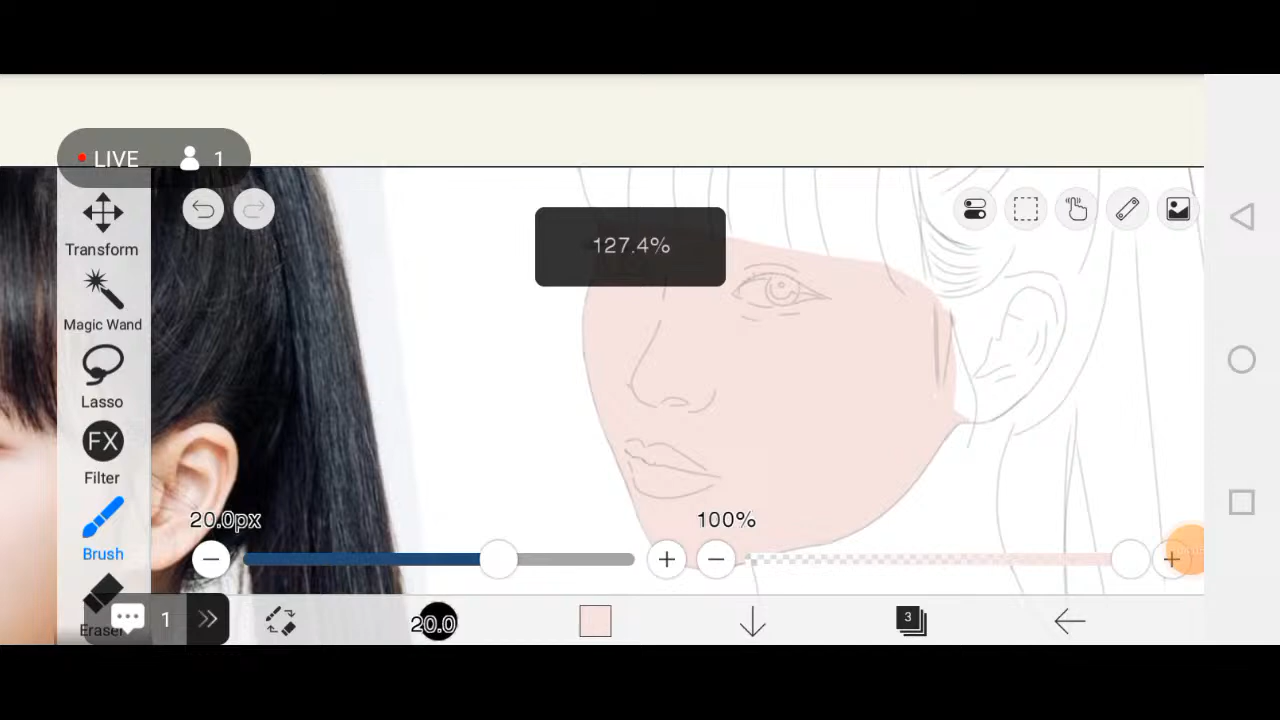 LIVE 1
127.4%
Transform
Magic Wand
Lasso
FX
Filter
Brush
Eraser
20.0px
100%
1
20.0
3